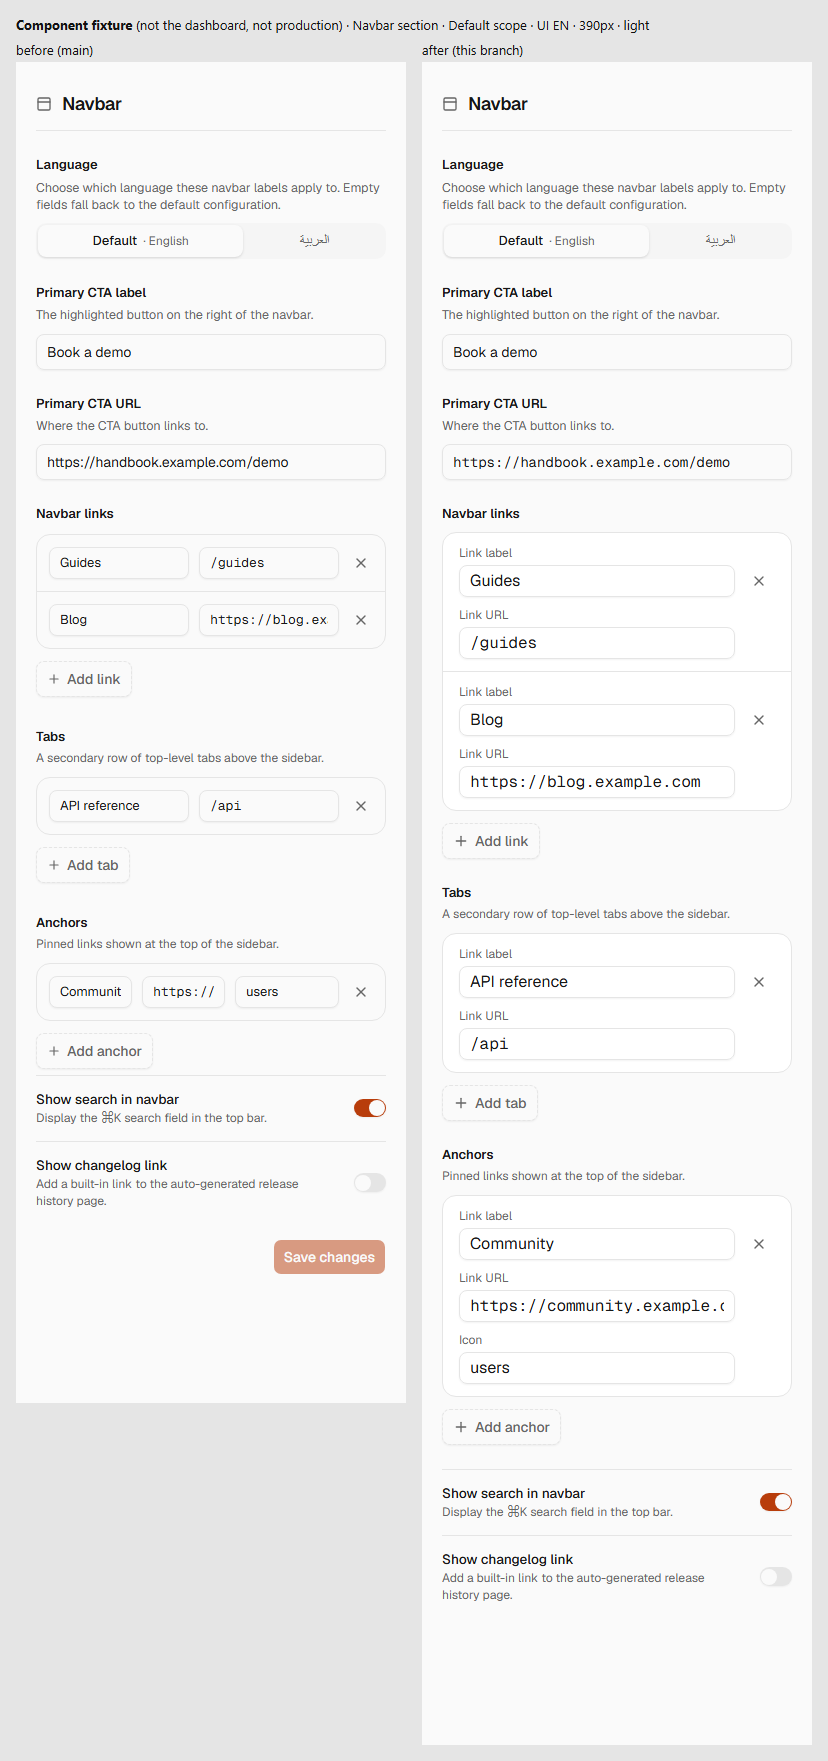 Component fixture (not the dashboard, not production) · Navbar section · Default scope · UI EN · 390px · light
before (main)
Navbar
Language
Choose which language these navbar labels apply to. Empty
fields fall back to the default configuration.
Default · English
العربية
Primary CTA label
The highlighted button on the right of the navbar.
Book a demo
Primary CTA URL
Where the CTA button links to.
https://handbook.example.com/demo
Navbar links
Guides
/guides
Blog
https://blog.ex
+ Add link
Tabs
A secondary row of top-level tabs above the sidebar.
API reference
/api
+ Add tab
Anchors
Pinned links shown at the top of the sidebar.
Communit
https://
users
+ Add anchor
Show search in navbar
Display the ⌘K search field in the top bar.
Show changelog link
Add a built-in link to the auto-generated release
history page.
Save changes
after (this branch)
Navbar
Language
Choose which language these navbar labels apply to. Empty
fields fall back to the default configuration.
Default · English
العربية
Primary CTA label
The highlighted button on the right of the navbar.
Book a demo
Primary CTA URL
Where the CTA button links to.
https://handbook.example.com/demo
Navbar links
Link label
Guides
Link URL
/guides
Link label
Blog
Link URL
https://blog.example.com
+ Add link
Tabs
A secondary row of top-level tabs above the sidebar.
Link label
API reference
Link URL
/api
+ Add tab
Anchors
Pinned links shown at the top of the sidebar.
Link label
Community
Link URL
https://community.example.c
Icon
users
+ Add anchor
Show search in navbar
Display the ⌘K search field in the top bar.
Show changelog link
Add a built-in link to the auto-generated release
history page.